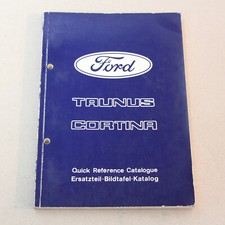 Ford
TAUNUS
CORTINA
Quick Reference Catalogue
Ersatzteil-Bildtafel-Katalog